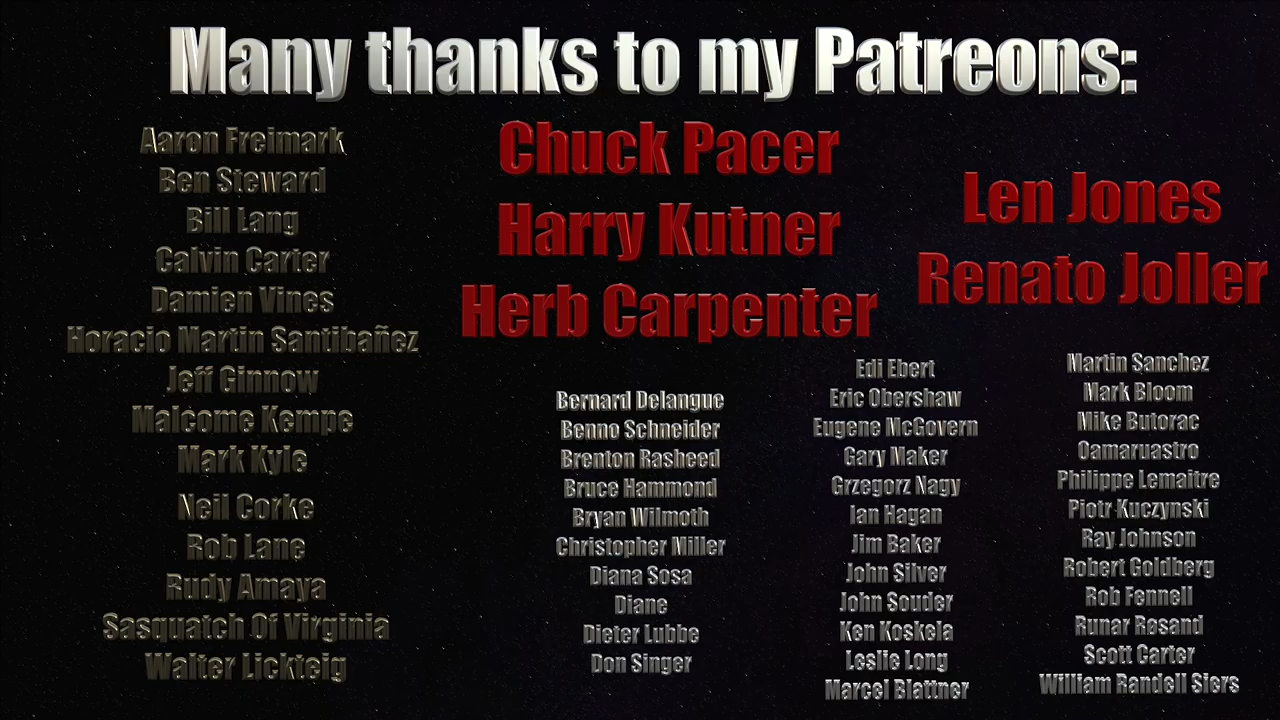 Many thanks to my Patreons:
Aaron Freimark
Ben Steward
Bill Lang
Calvin Carter
Damien Vines
Horacio Martin Santibañez
Jeff Ginnow
Malcome Kempe
Mark Kyle
Neil Corke
Rob Lane
Rudy Amaya
Sasquatch Of Virginia
Walter Lickteig
Chuck Pacer
Harry Kutner
Herb Carpenter
Len Jones
Renato Joller
Bernard Delangue
Benno Schneider
Brenton Rasheed
Bruce Hammond
Bryan Wilmoth
Christopher Miller
Diana Sosa
Diane
Dieter Lubbe
Don Singer
Edi Ebert
Eric Obershaw
Eugene McGovern
Gary Maker
Grzegorz Nagy
Ian Hagan
Jim Baker
John Silver
John Souder
Ken Koskela
Leslie Long
Marcel Blattner
Martin Sanchez
Mark Bloom
Mike Butorac
Oamaruastro
Philippe Lemaitre
Piotr Kuczynski
Ray Johnson
Robert Goldberg
Rob Fennell
Runar Røsand
Scott Carter
William Randell Siers